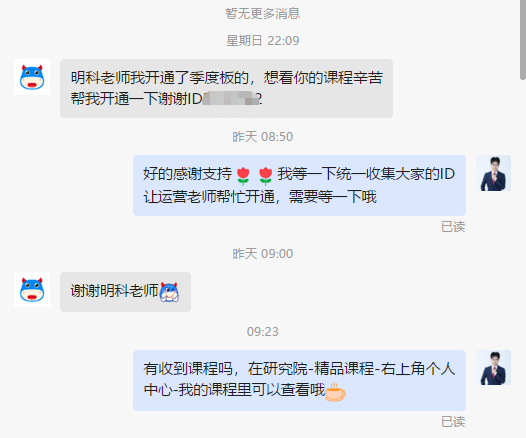 暂无更多消息
星期日 22:09
明科老师我开通了季度板的，想看你的课程辛苦
帮我开通一下谢谢ID
昨天 08:50
好的感谢支持🌹🌹我等一下统一收集大家的ID
让运营老师帮忙开通，需要等一下哦
已读
昨天 09:00
谢谢明科老师
09:23
有收到课程吗，在研究院-精品课程-右上角个人
中心-我的课程里可以查看哦☕
已读